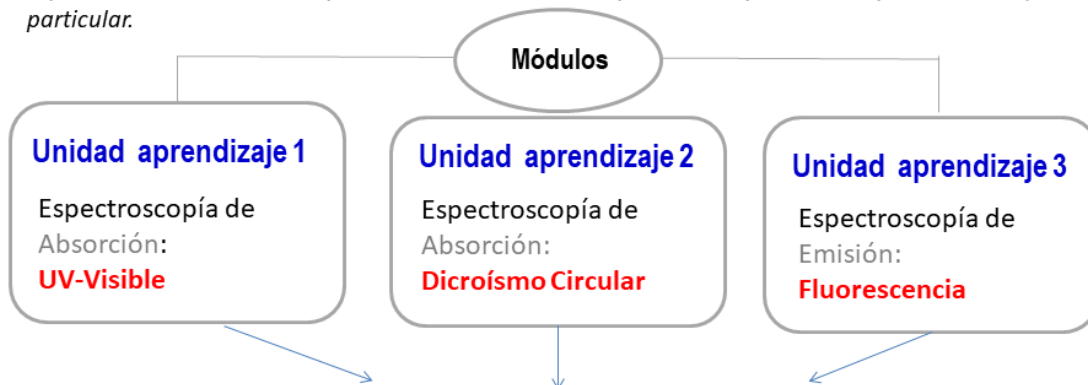 particular.
Módulos
Unidad aprendizaje 1
Espectroscopía de
Absorción:
UV-Visible
Unidad aprendizaje 2
Espectroscopía de
Absorción:
Dicroísmo Circular
Unidad aprendizaje 3
Espectroscopía de
Emisión:
Fluorescencia